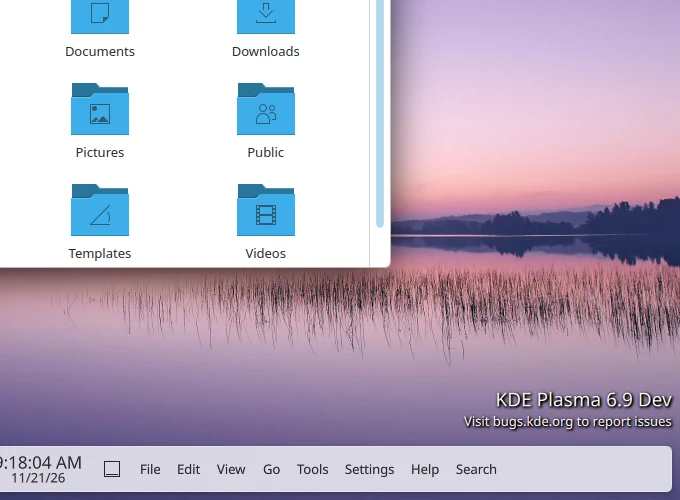 Documents Downloads
Pictures Public
Templates Videos
KDE Plasma 6.9 Dev
Visit bugs.kde.org to report issues
9:18:04 AM
11/21/26
File Edit View Go Tools Settings Help Search